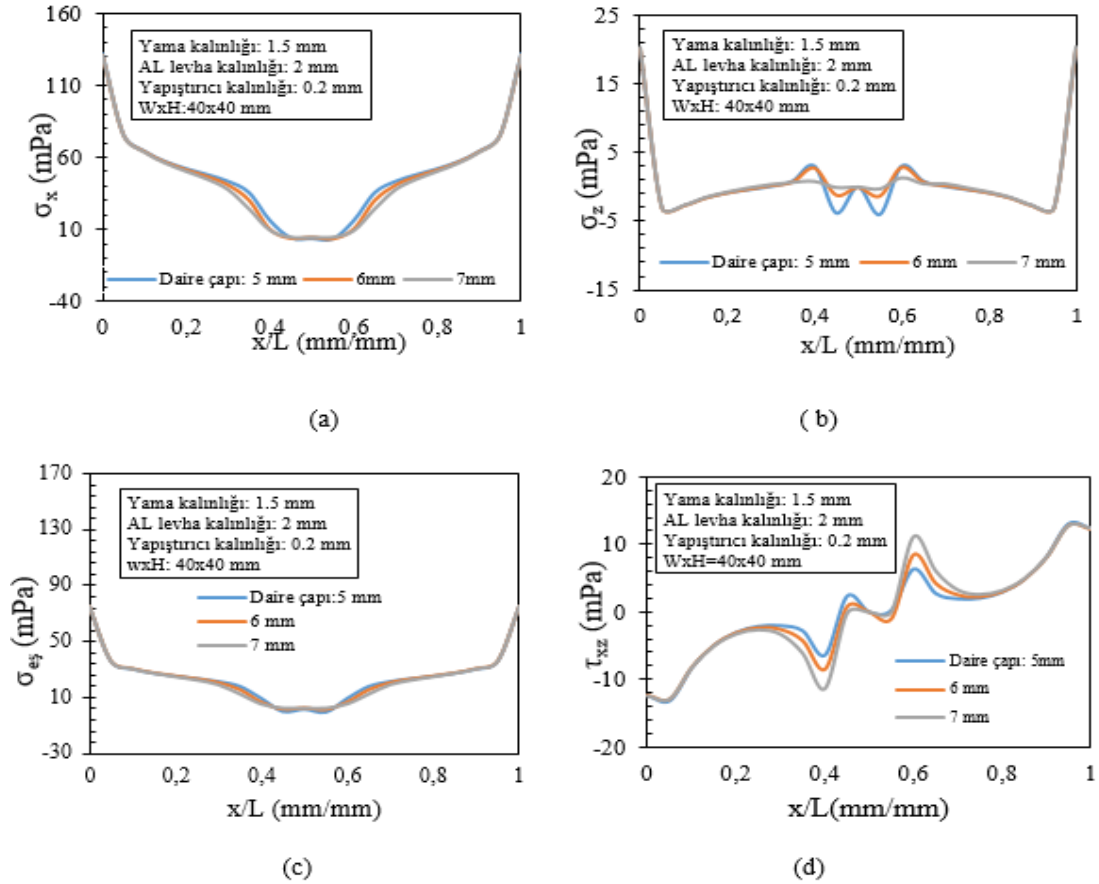 160
110
60
10
-40
σx (mPa)
Yama kalınlığı: 1.5 mm
AL levha kalınlığı: 2 mm
Yapıştırıcı kalınlığı: 0.2 mm
WxH:40x40 mm
Daire çapı: 5 mm 6mm 7mm
0 0,2 0,4 0,6 0,8 1
x/L (mm/mm)
(a)
25
15
5
-5
-15
σz (mPa)
Yama kalınlığı: 1.5 mm
AL levha kalınlığı: 2 mm
Yapıştırıcı kalınlığı: 0.2 mm
WxH: 40x40 mm
Daire çapı: 5 mm 6 mm 7 mm
0 0,2 0,4 0,6 0,8 1
x/L (mm/mm)
( b)
170
130
90
50
10
-30
σeş (mPa)
Yama kalınlığı: 1.5 mm
AL levha kalınlığı: 2 mm
Yapıştırıcı kalınlığı: 0.2 mm
wxH: 40x40 mm
Daire çapı:5 mm
6 mm
7 mm
0 0,2 0,4 0,6 0,8 1
x/L (mm/mm)
(c)
20
10
0
-10
-20
τxz (mPa)
Yama kalınlığı: 1.5 mm
AL levha kalınlığı: 2 mm
Yapıştırıcı kalınlığı: 0.2 mm
WxH=40x40 mm
Daire çapı: 5mm
6 mm
7 mm
0 0,2 0,4 0,6 0,8 1
x/L(mm/mm)
(d)